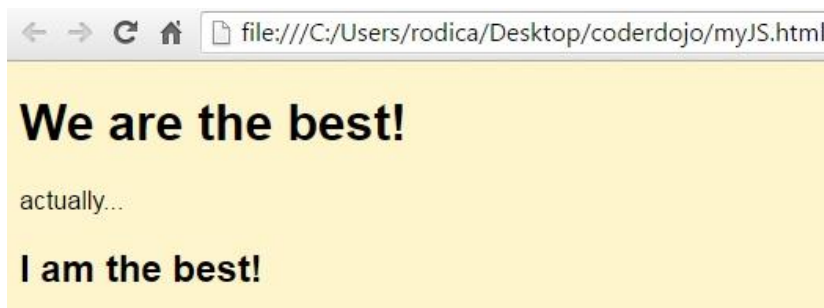 file:///C:/Users/rodica/Desktop/coderdojo/myJS.html
We are the best!
actually...
I am the best!